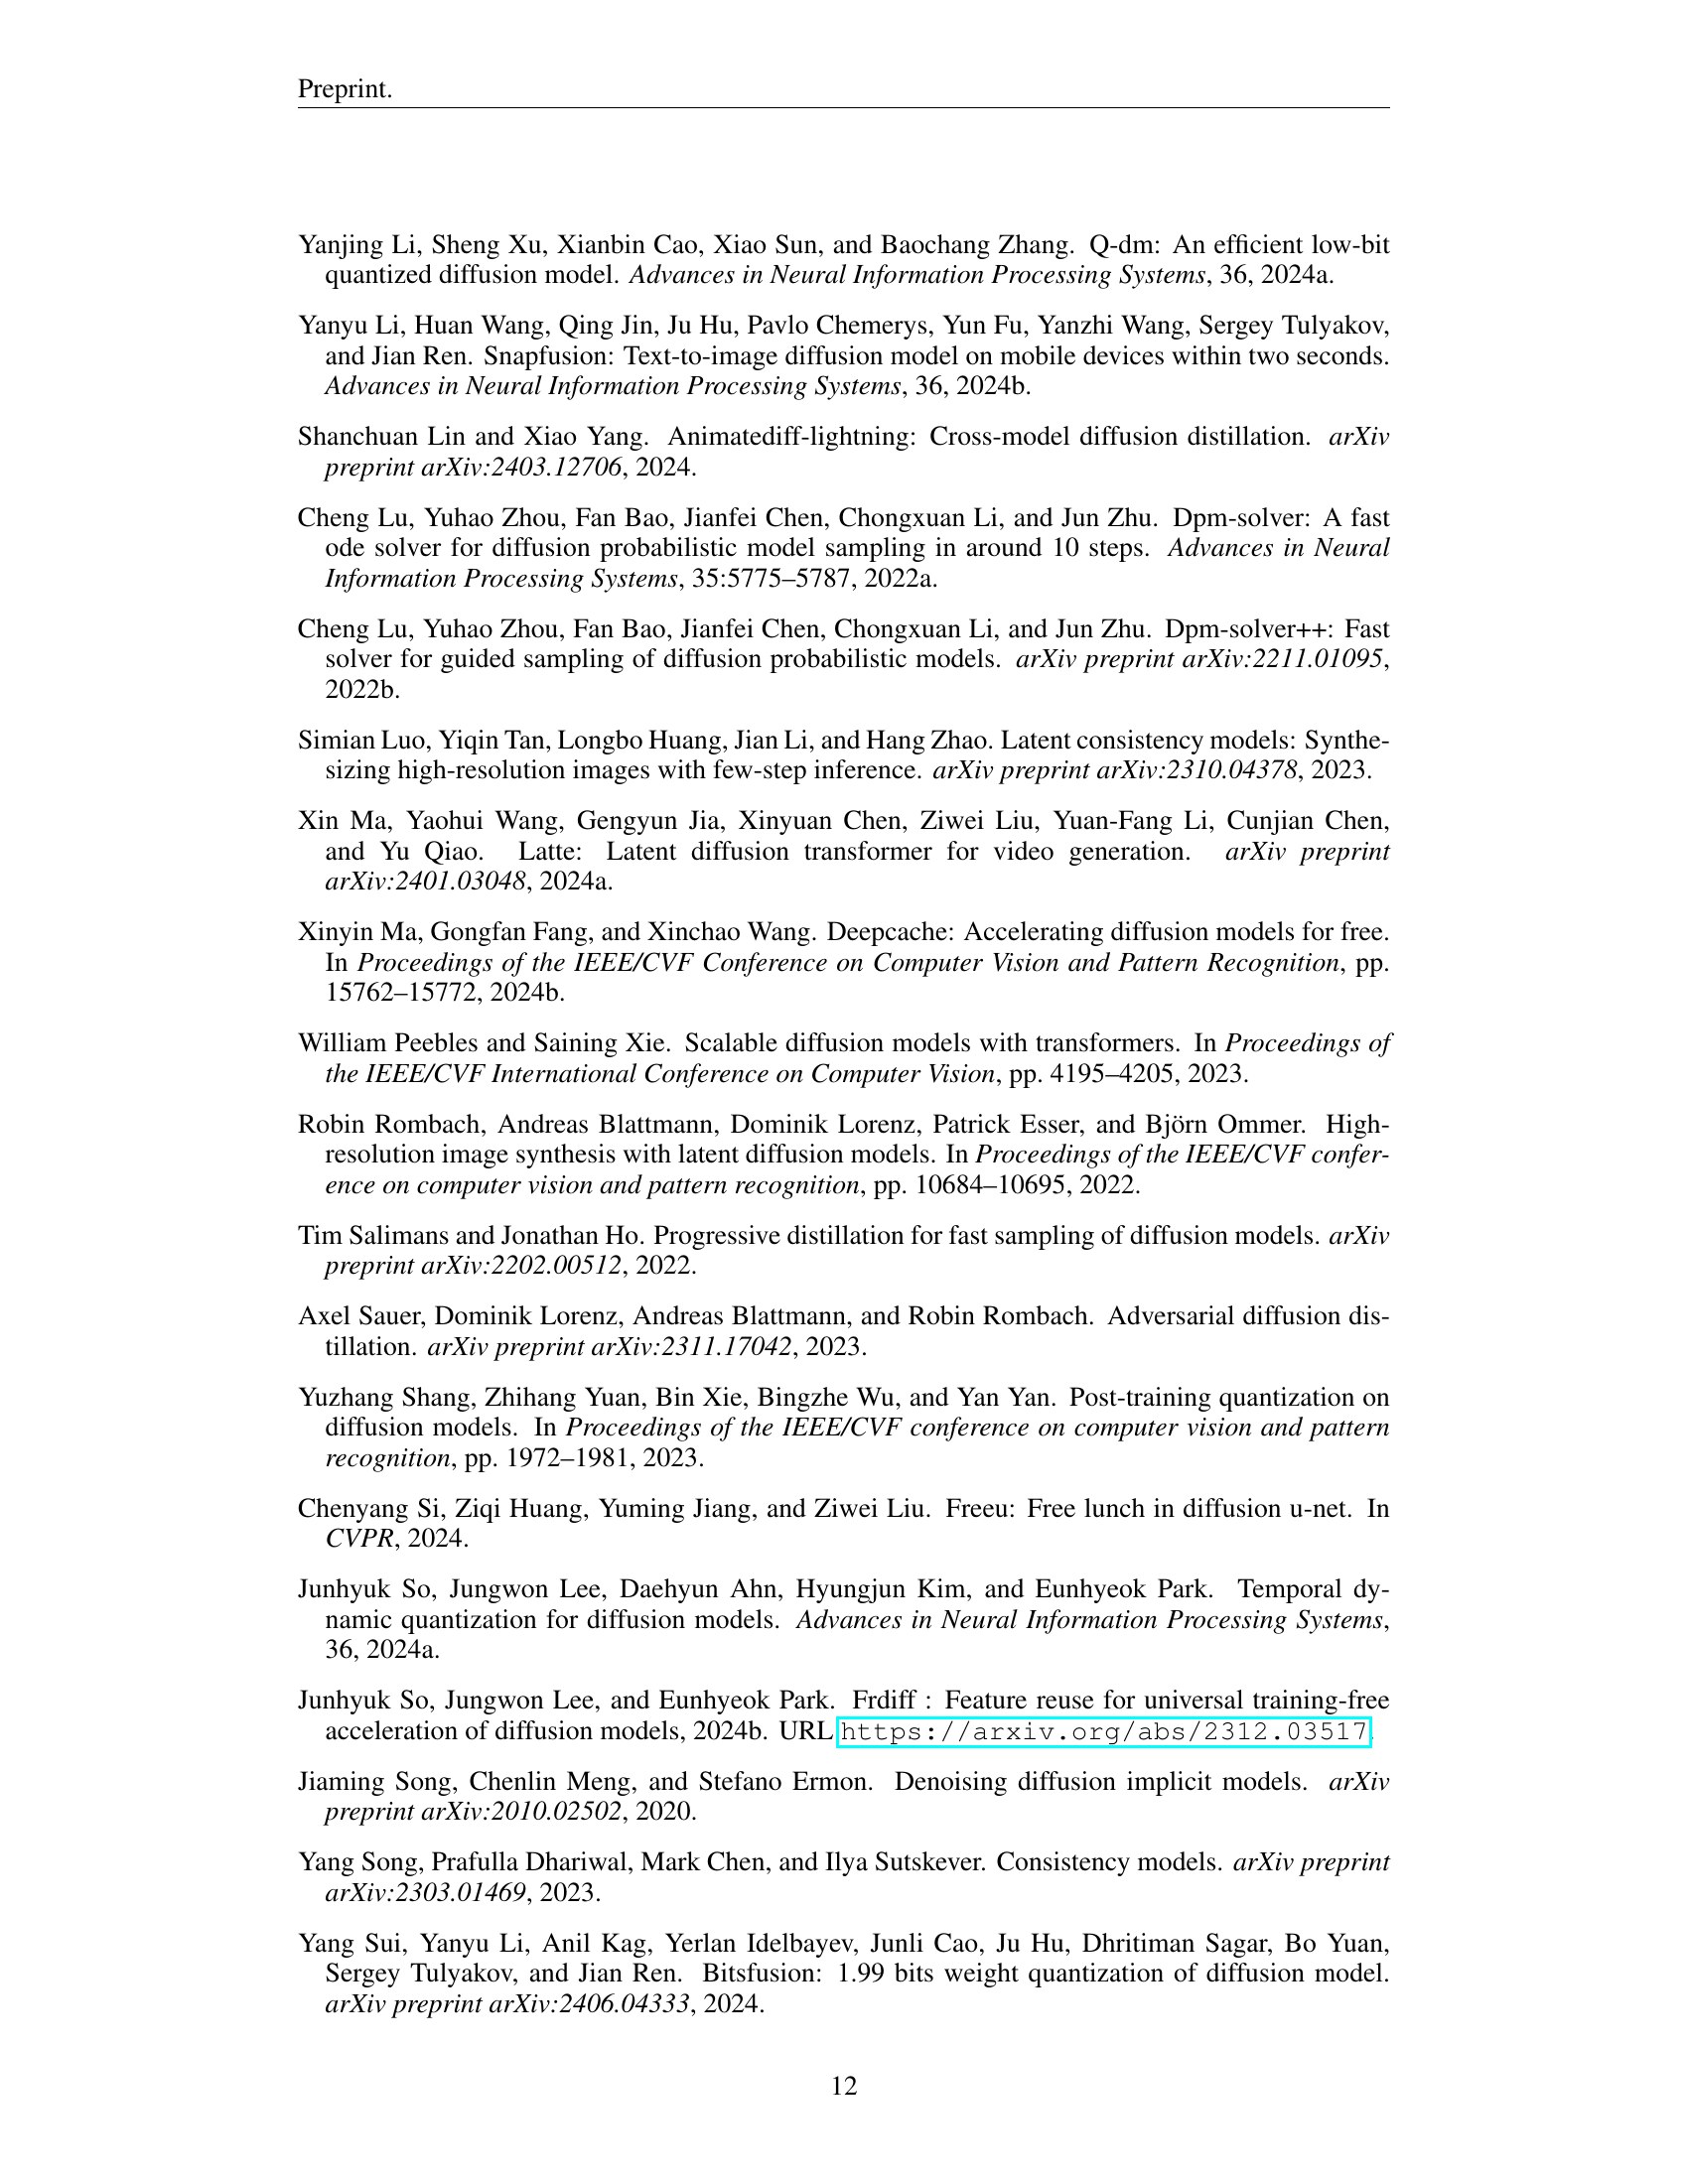 Preprint.
Yanjing Li, Sheng Xu, Xianbin Cao, Xiao Sun, and Baochang Zhang. Q-dm: An efficient low-bit
quantized diffusion model. Advances in Neural Information Processing Systems, 36, 2024a.
Yanyu Li, Huan Wang, Qing Jin, Ju Hu, Pavlo Chemerys, Yun Fu, Yanzhi Wang, Sergey Tulyakov,
and Jian Ren. Snapfusion: Text-to-image diffusion model on mobile devices within two seconds.
Advances in Neural Information Processing Systems, 36, 2024b.
Shanchuan Lin and Xiao Yang. Animatediff-lightning: Cross-model diffusion distillation. arXiv
preprint arXiv:2403.12706, 2024.
Cheng Lu, Yuhao Zhou, Fan Bao, Jianfei Chen, Chongxuan Li, and Jun Zhu. Dpm-solver: A fast
ode solver for diffusion probabilistic model sampling in around 10 steps. Advances in Neural
Information Processing Systems, 35:5775–5787, 2022a.
Cheng Lu, Yuhao Zhou, Fan Bao, Jianfei Chen, Chongxuan Li, and Jun Zhu. Dpm-solver++: Fast
solver for guided sampling of diffusion probabilistic models. arXiv preprint arXiv:2211.01095,
2022b.
Simian Luo, Yiqin Tan, Longbo Huang, Jian Li, and Hang Zhao. Latent consistency models: Synthe-
sizing high-resolution images with few-step inference. arXiv preprint arXiv:2310.04378, 2023.
Xin Ma, Yaohui Wang, Gengyun Jia, Xinyuan Chen, Ziwei Liu, Yuan-Fang Li, Cunjian Chen,
and Yu Qiao. Latte: Latent diffusion transformer for video generation. arXiv preprint
arXiv:2401.03048, 2024a.
Xinyin Ma, Gongfan Fang, and Xinchao Wang. Deepcache: Accelerating diffusion models for free.
In Proceedings of the IEEE/CVF Conference on Computer Vision and Pattern Recognition, pp.
15762–15772, 2024b.
William Peebles and Saining Xie. Scalable diffusion models with transformers. In Proceedings of
the IEEE/CVF International Conference on Computer Vision, pp. 4195–4205, 2023.
Robin Rombach, Andreas Blattmann, Dominik Lorenz, Patrick Esser, and Björn Ommer. High-
resolution image synthesis with latent diffusion models. In Proceedings of the IEEE/CVF confer-
ence on computer vision and pattern recognition, pp. 10684–10695, 2022.
Tim Salimans and Jonathan Ho. Progressive distillation for fast sampling of diffusion models. arXiv
preprint arXiv:2202.00512, 2022.
Axel Sauer, Dominik Lorenz, Andreas Blattmann, and Robin Rombach. Adversarial diffusion dis-
tillation. arXiv preprint arXiv:2311.17042, 2023.
Yuzhang Shang, Zhihang Yuan, Bin Xie, Bingzhe Wu, and Yan Yan. Post-training quantization on
diffusion models. In Proceedings of the IEEE/CVF conference on computer vision and pattern
recognition, pp. 1972–1981, 2023.
Chenyang Si, Ziqi Huang, Yuming Jiang, and Ziwei Liu. Freeu: Free lunch in diffusion u-net. In
CVPR, 2024.
Junhyuk So, Jungwon Lee, Daehyun Ahn, Hyungjun Kim, and Eunhyeok Park. Temporal dy-
namic quantization for diffusion models. Advances in Neural Information Processing Systems,
36, 2024a.
Junhyuk So, Jungwon Lee, and Eunhyeok Park. Frdiff : Feature reuse for universal training-free
acceleration of diffusion models, 2024b. URL https://arxiv.org/abs/2312.03517.
Jiaming Song, Chenlin Meng, and Stefano Ermon. Denoising diffusion implicit models. arXiv
preprint arXiv:2010.02502, 2020.
Yang Song, Prafulla Dhariwal, Mark Chen, and Ilya Sutskever. Consistency models. arXiv preprint
arXiv:2303.01469, 2023.
Yang Sui, Yanyu Li, Anil Kag, Yerlan Idelbayev, Junli Cao, Ju Hu, Dhritiman Sagar, Bo Yuan,
Sergey Tulyakov, and Jian Ren. Bitsfusion: 1.99 bits weight quantization of diffusion model.
arXiv preprint arXiv:2406.04333, 2024.
12